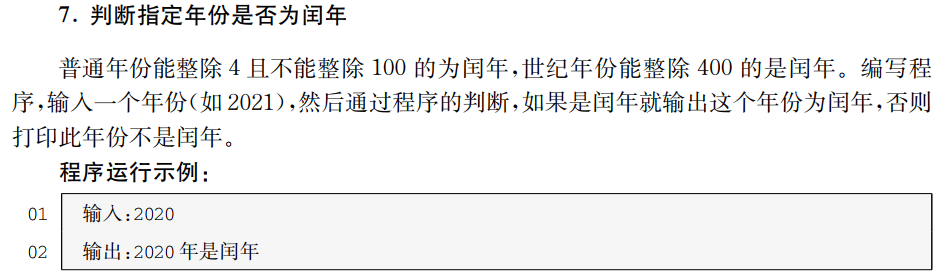 7. 判断指定年份是否为闰年
普通年份能整除 4 且不能整除 100 的为闰年,世纪年份能整除 400 的是闰年。编写程
序,输入一个年份(如 2021),然后通过程序的判断,如果是闰年就输出这个年份为闰年,否则
打印此年份不是闰年。
程序运行示例:
01 输入:2020
02 输出:2020 年是闰年